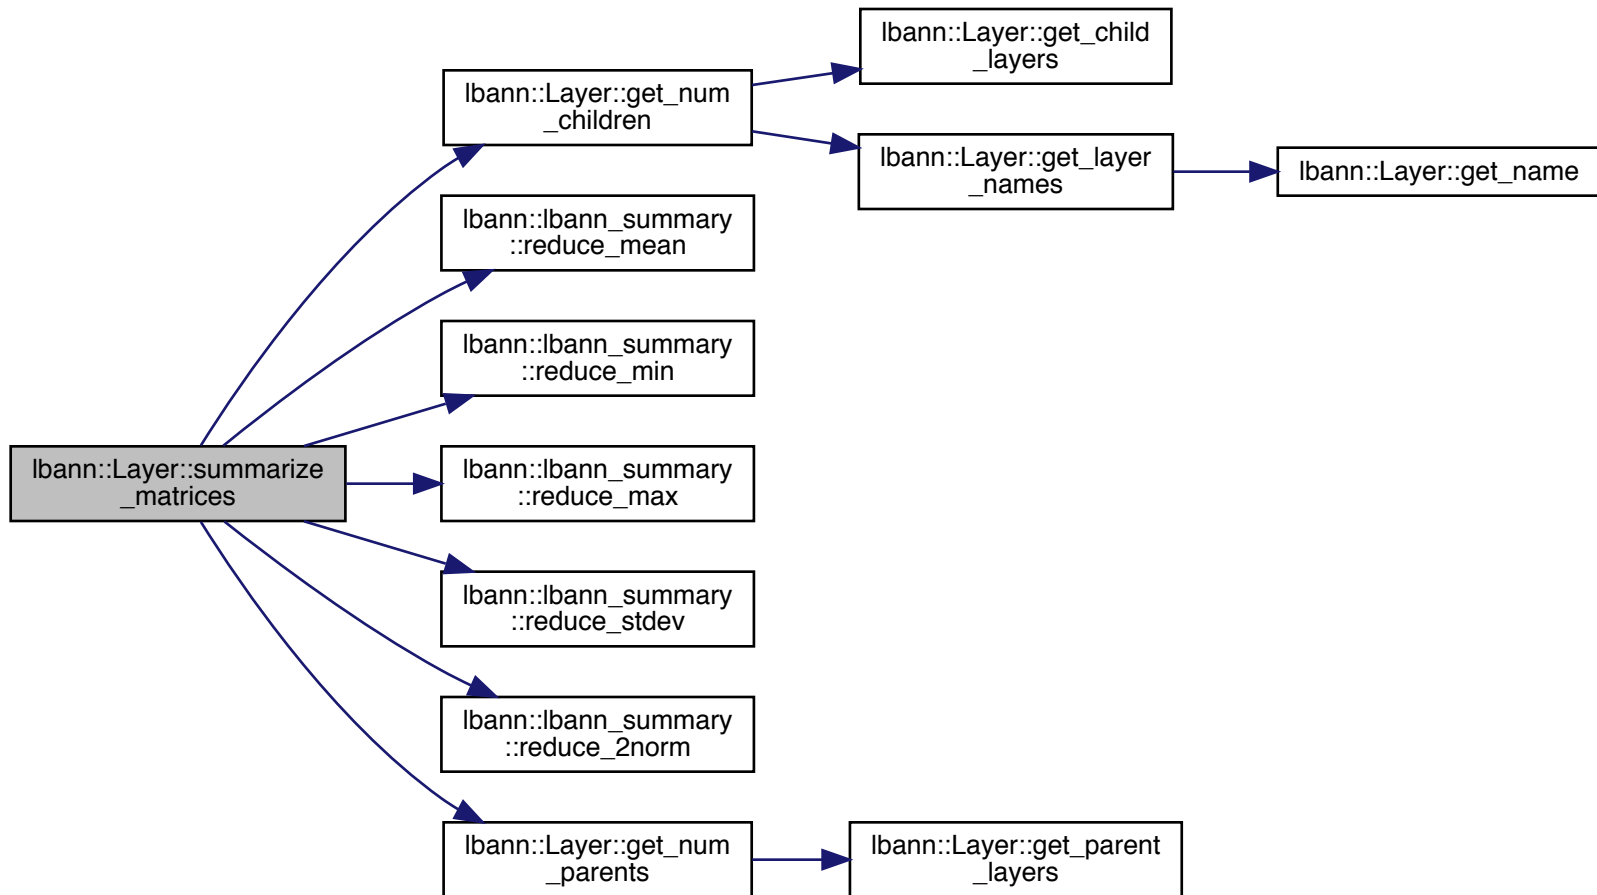 lbann::Layer::get_child
_layers
lbann::Layer::get_num
_children
lbann::Layer::get_layer
_names
lbann::Layer::get_name
lbann::lbann_summary
::reduce_mean
lbann::lbann_summary
::reduce_min
lbann::Layer::summarize
_matrices
lbann::lbann_summary
::reduce_max
lbann::lbann_summary
::reduce_stdev
lbann::lbann_summary
::reduce_2norm
lbann::Layer::get_num
_parents
lbann::Layer::get_parent
_layers